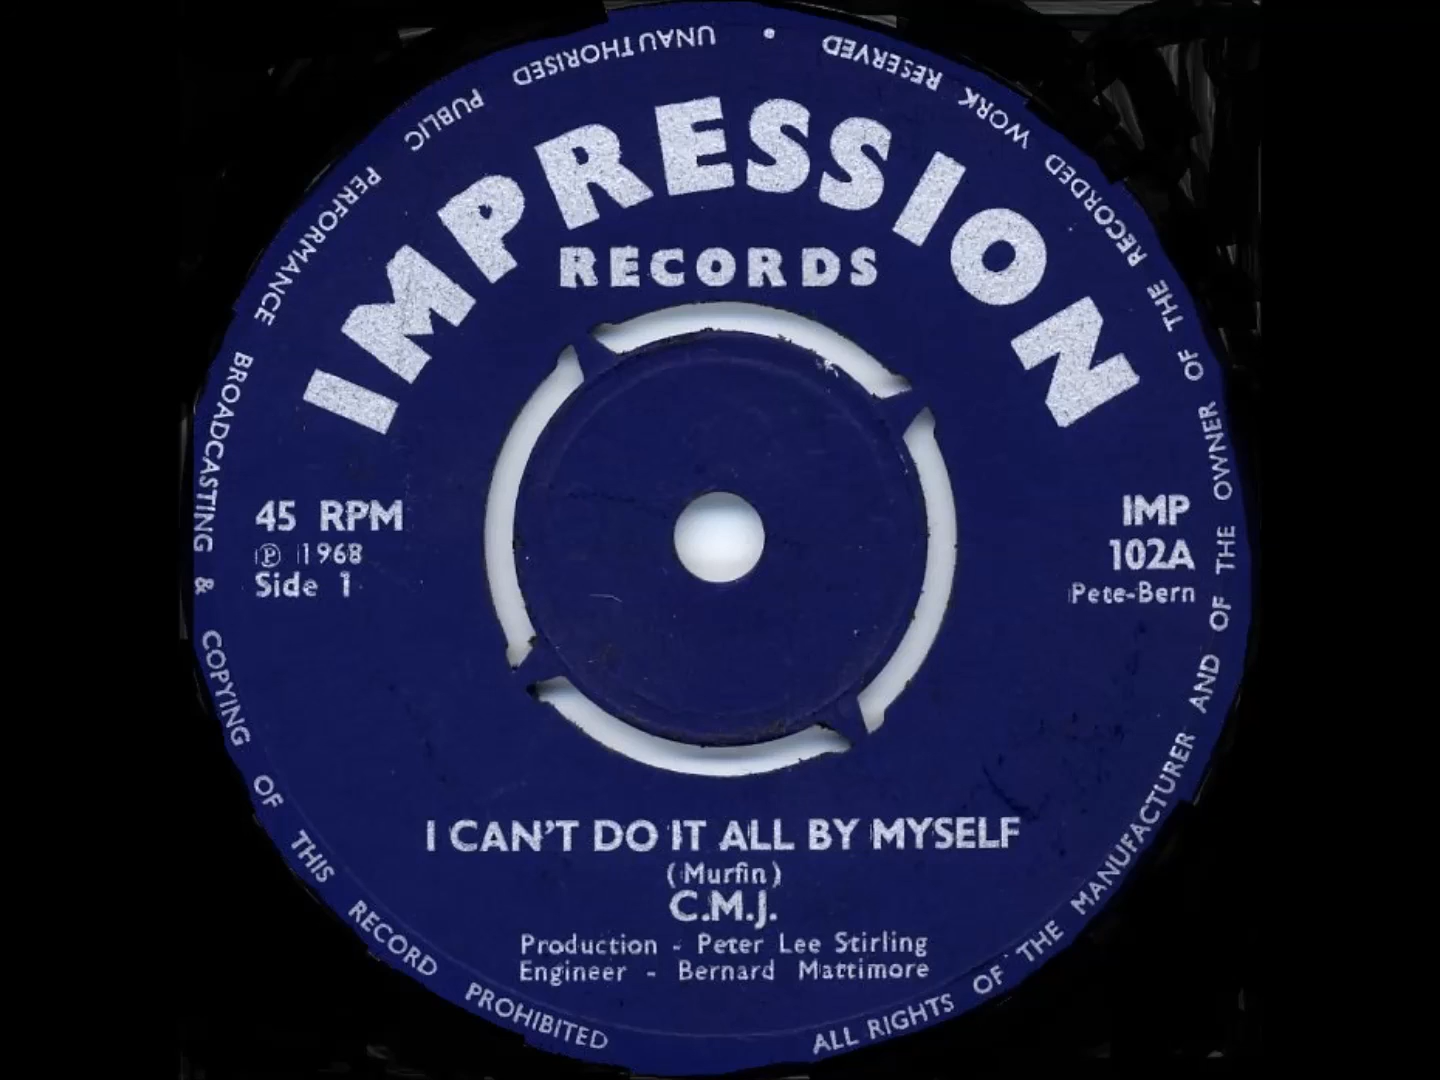 IMPRESSION
RECORDS
45 RPM
Ⓟ 1968
Side 1
IMP
102A
Pete-Bern
I CAN'T DO IT ALL BY MYSELF
(Murfin)
C.M.J.
Production - Peter Lee Stirling
Engineer - Bernard Mattimore
ALL RIGHTS OF THE MANUFACTURER AND OF THE OWNER OF THE RECORDED WORK RESERVED • UNAUTHORISED PUBLIC PERFORMANCE BROADCASTING & COPYING OF THIS RECORD PROHIBITED